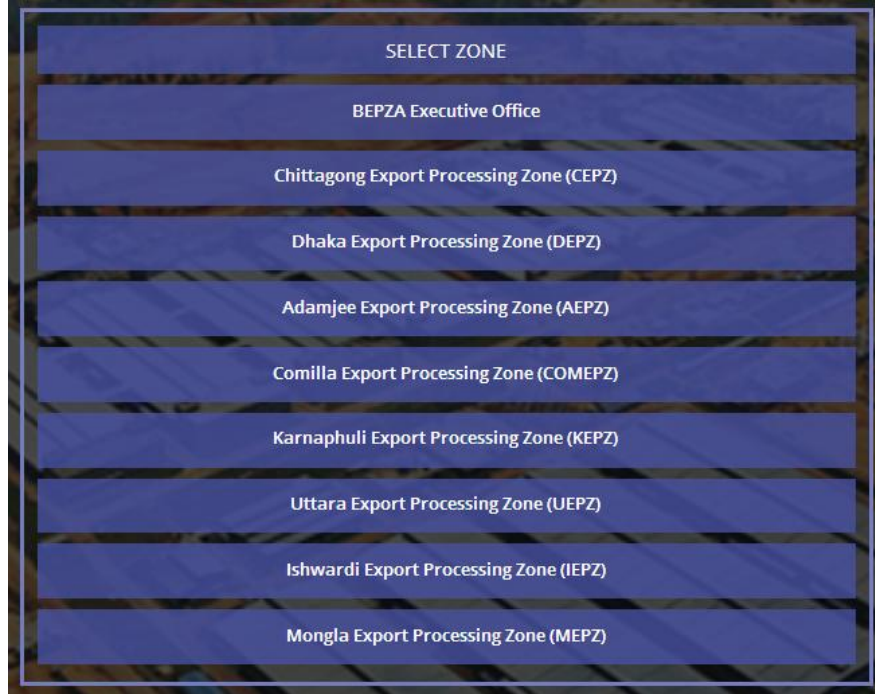 SELECT ZONE
BEPZA Executive Office
Chittagong Export Processing Zone (CEPZ)
Dhaka Export Processing Zone (DEPZ)
Adamjee Export Processing Zone (AEPZ)
Comilla Export Processing Zone (COMEPZ)
Karnaphuli Export Processing Zone (KEPZ)
Uttara Export Processing Zone (UEPZ)
Ishwardi Export Processing Zone (IEPZ)
Mongla Export Processing Zone (MEPZ)